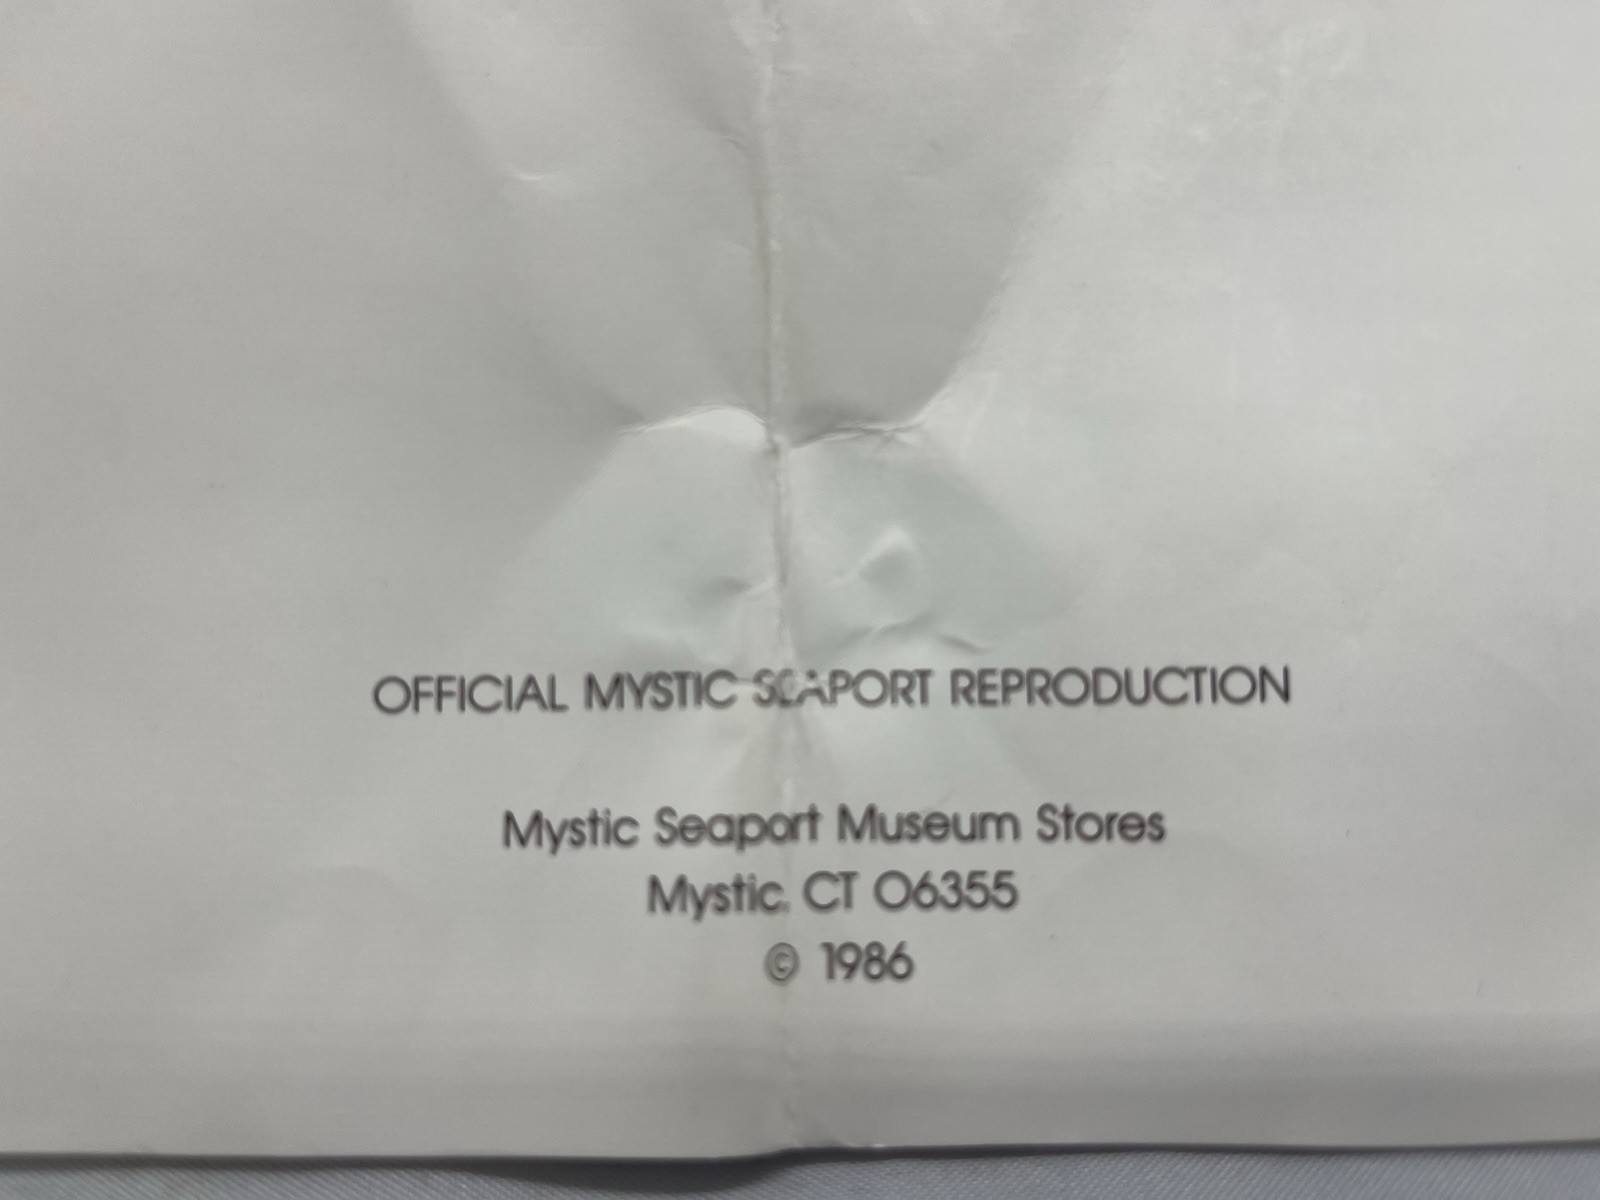 OFFICIAL MYSTIC SEAPORT REPRODUCTION
Mystic Seaport Museum Stores
Mystic, CT 06355
© 1986